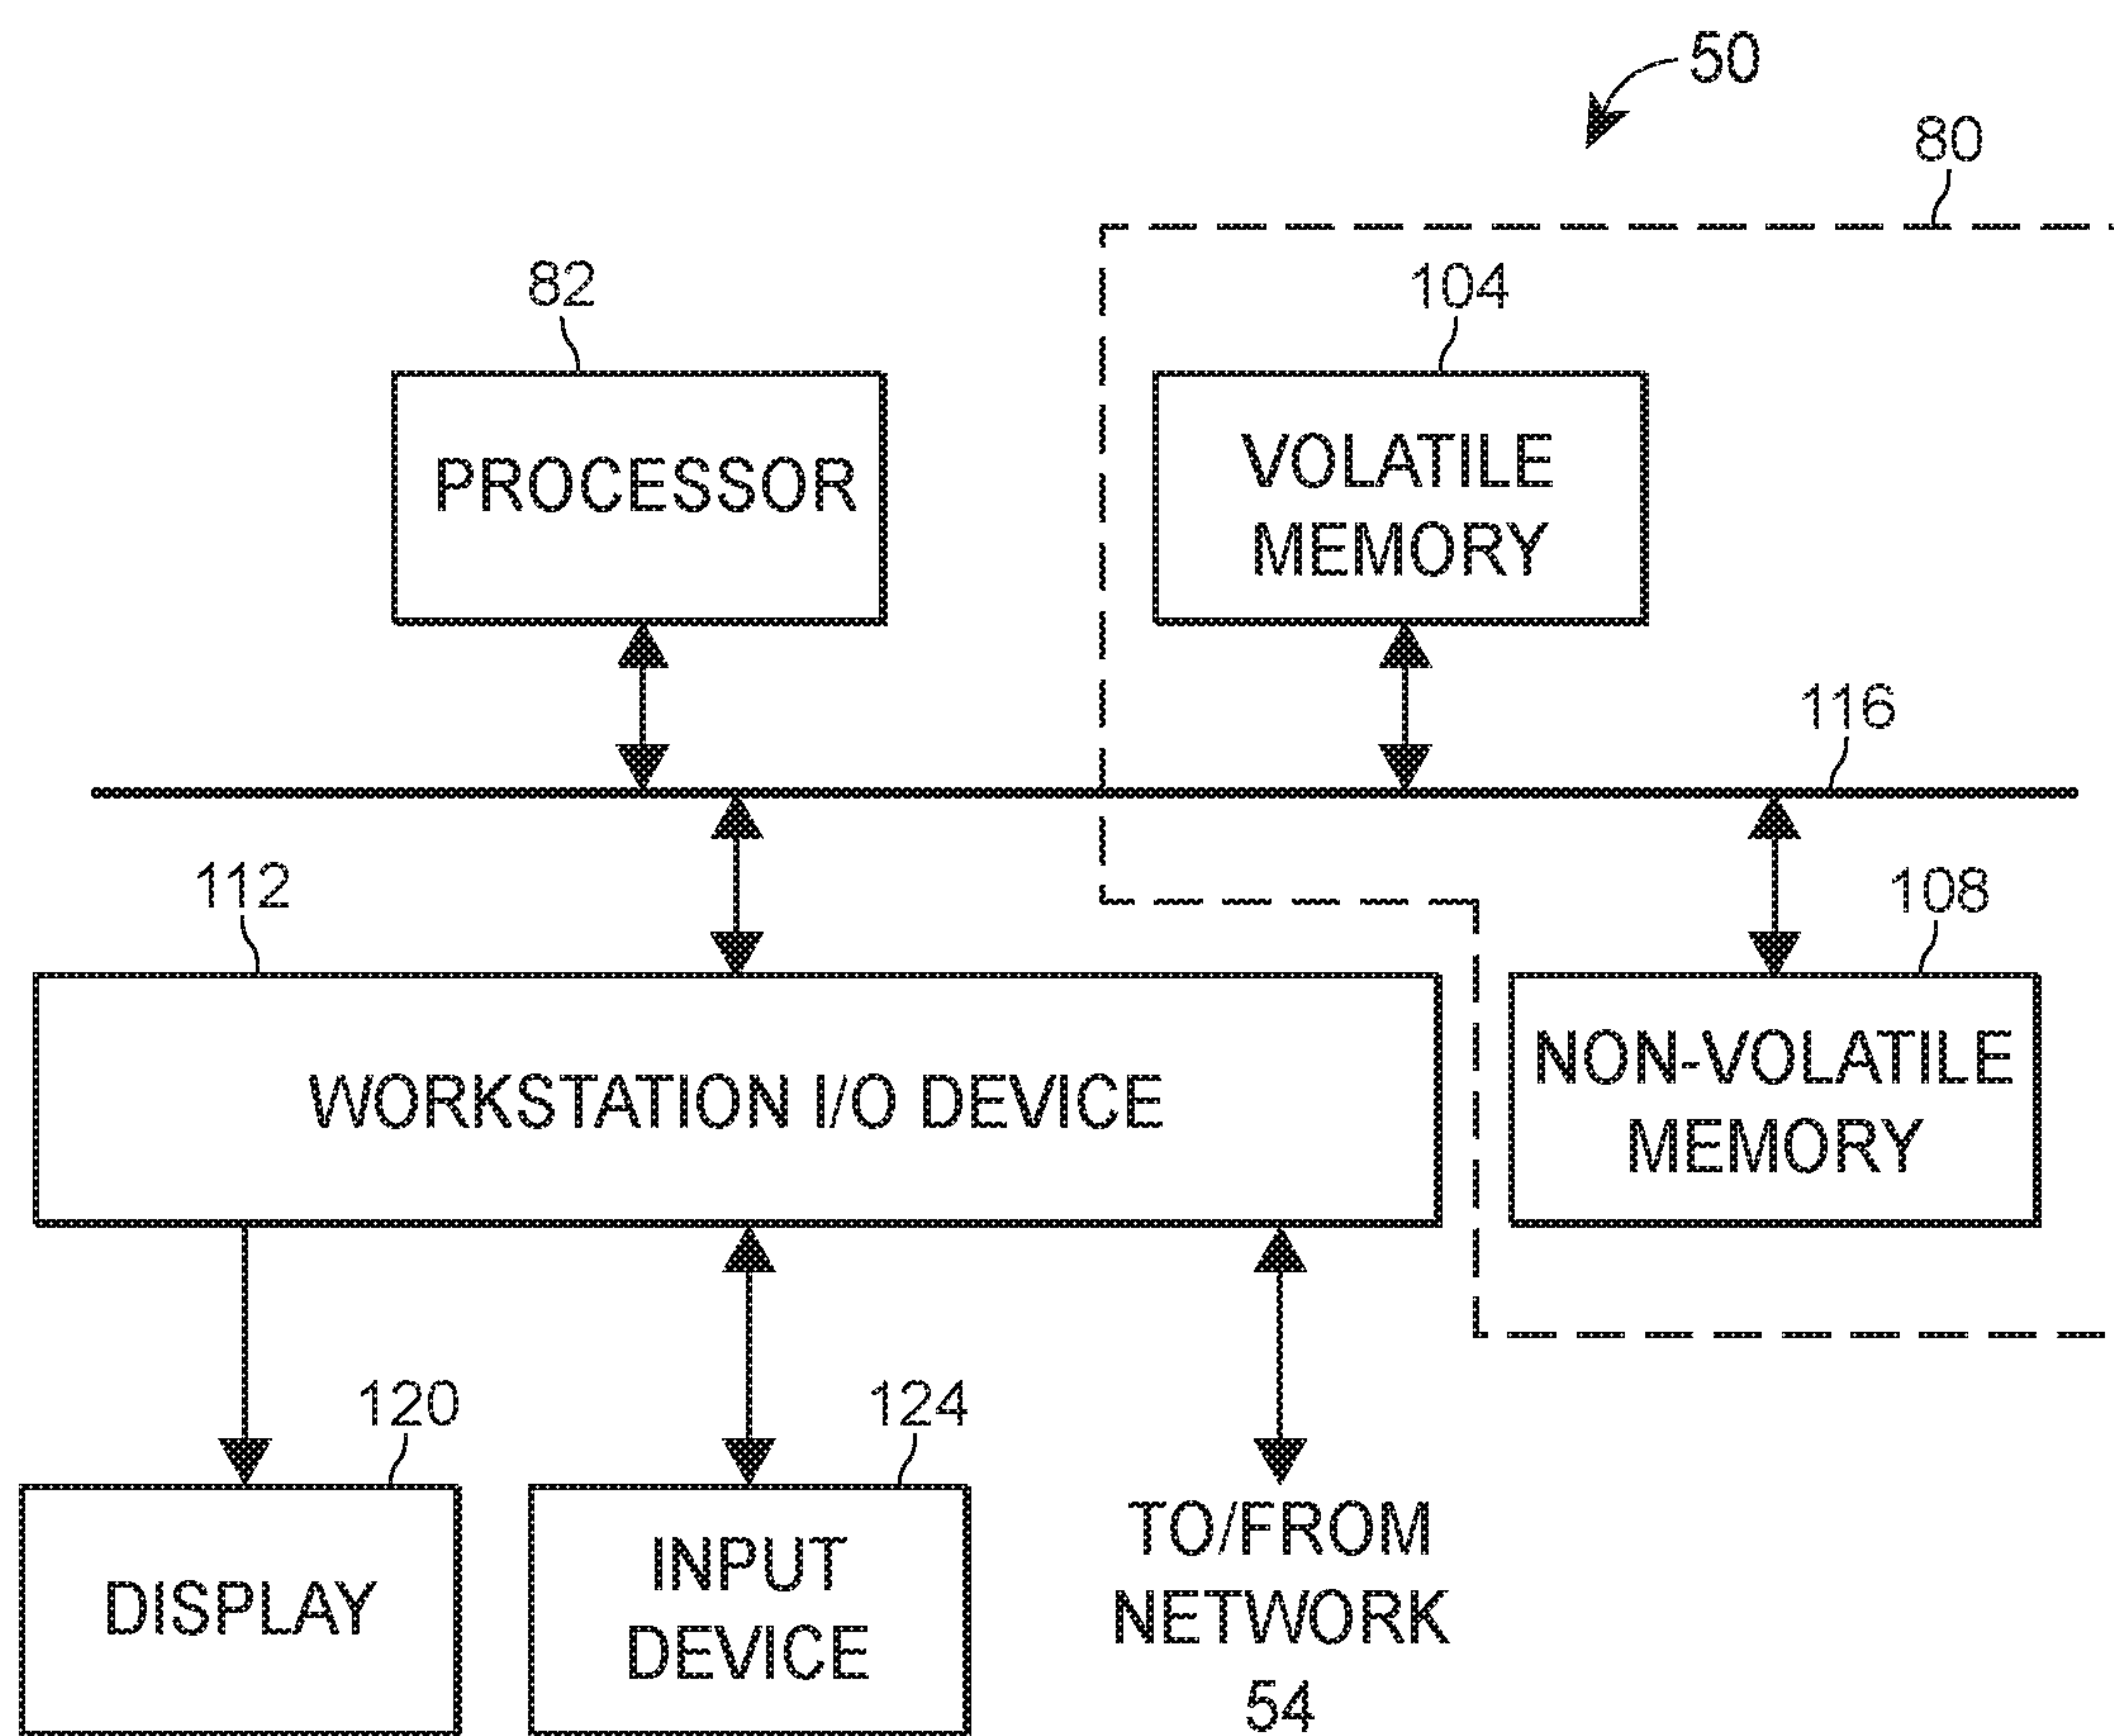 50
80
82
104
PROCESSOR
VOLATILE
MEMORY
116
112
108
WORKSTATION I/O DEVICE
NON-VOLATILE
MEMORY
120
124
DISPLAY
INPUT
DEVICE
TO/FROM
NETWORK
54